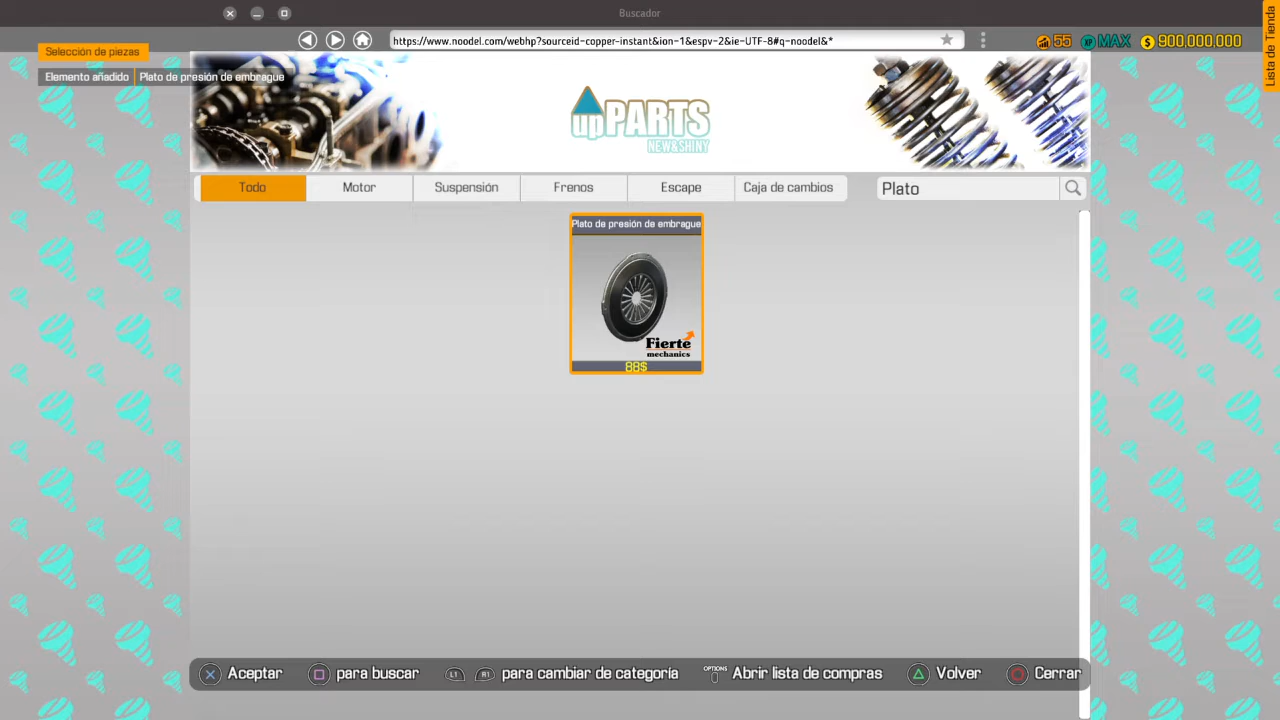 Buscador
https://www.noodel.com/webhp?sourceid-copper-instant&ion-1&espv-2&ie-UTF-8#q-noodel&*
55 XP MAX $ 900,000,000
Lista de Tienda
Selección de piezas
Elemento añadido Plato de presión de embrague
upPARTS
NEW&SHINY
Todo Motor Suspensión Frenos Escape Caja de cambios Plato
Plato de presión de embrague
Fierte
mechanics
88$
Aceptar para buscar L1 R1 para cambiar de categoría OPTIONS Abrir lista de compras Volver Cerrar